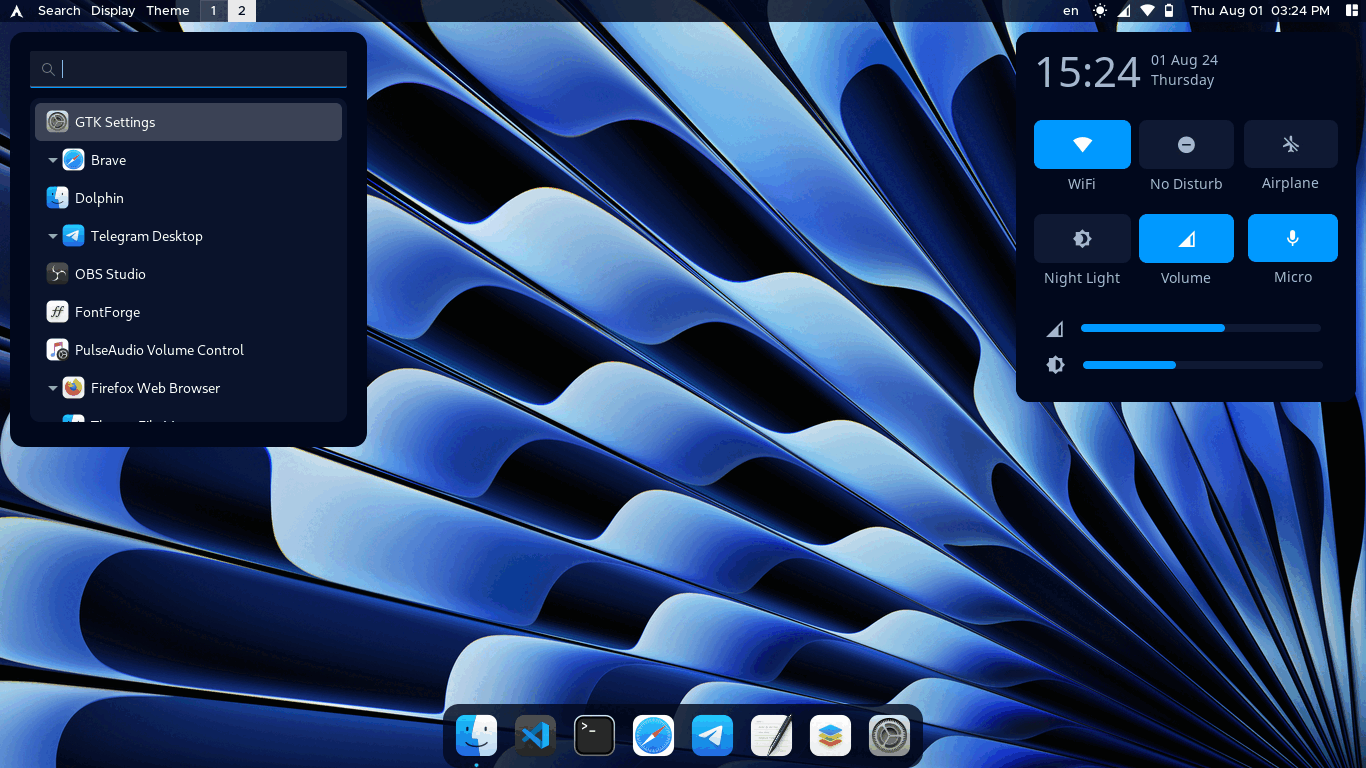 Search Display Theme 1 2
en Thu Aug 01 03:24 PM
GTK Settings
Brave
Dolphin
Telegram Desktop
OBS Studio
FontForge
PulseAudio Volume Control
Firefox Web Browser
15:24
01 Aug 24
Thursday
WiFi No Disturb Airplane
Night Light Volume Micro